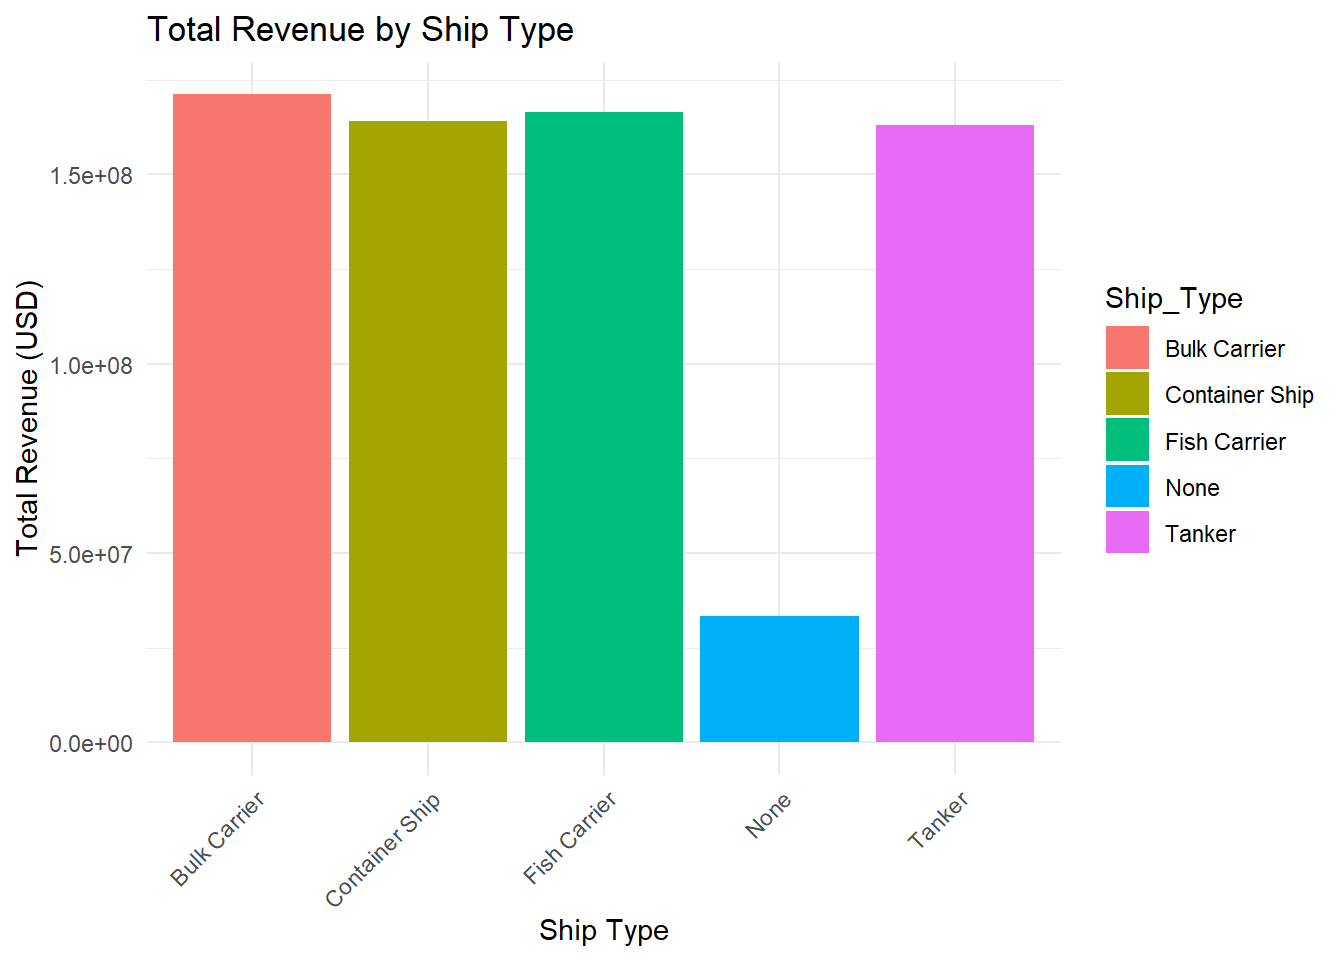 Total Revenue by Ship Type
Total Revenue (USD)
1.5e+08
1.0e+08
5.0e+07
0.0e+00
Bulk Carrier
Container Ship
Fish Carrier
None
Tanker
Ship Type
Ship_Type
Bulk Carrier
Container Ship
Fish Carrier
None
Tanker